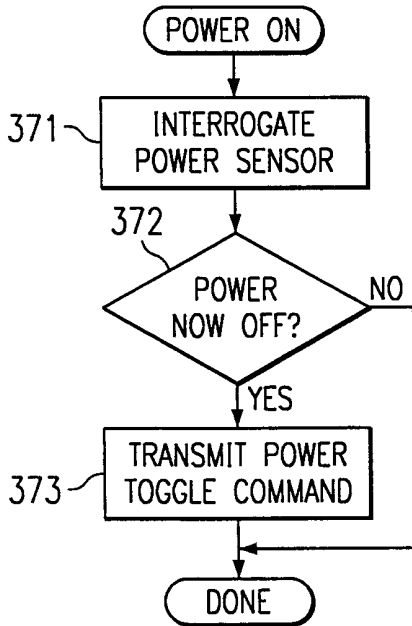 POWER ON
371
INTERROGATE
POWER SENSOR
372
POWER
NOW OFF?
NO
YES
373
TRANSMIT POWER
TOGGLE COMMAND
DONE